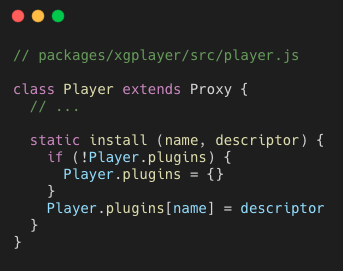 // packages/xgplayer/src/player.js
class Player extends Proxy {
// ...
static install (name, descriptor) {
if (!Player.plugins) {
Player.plugins = {}
}
Player.plugins[name] = descriptor
}
}